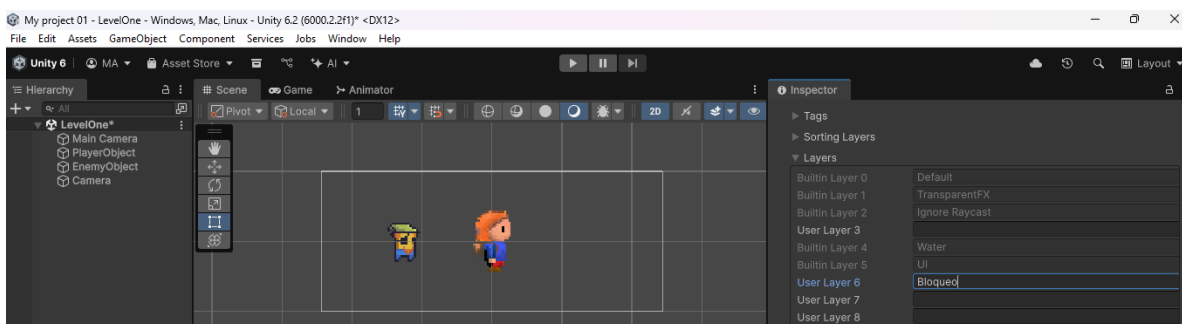 My project 01 - LevelOne - Windows, Mac, Linux - Unity 6.2 (6000.2.2f1)* <DX12>
File Edit Assets GameObject Component Services Jobs Window Help
Unity 6 MA Asset Store AI Layout
Hierarchy
Scene Game Animator
Inspector
All
Pivot Local 1 2D
LevelOne*
Main Camera
PlayerObject
EnemyObject
Camera
Tags
Sorting Layers
Layers
Builtin Layer 0 Default
Builtin Layer 1 TransparentFX
Builtin Layer 2 Ignore Raycast
User Layer 3
Builtin Layer 4 Water
Builtin Layer 5 UI
User Layer 6 Bloqueo
User Layer 7
User Layer 8